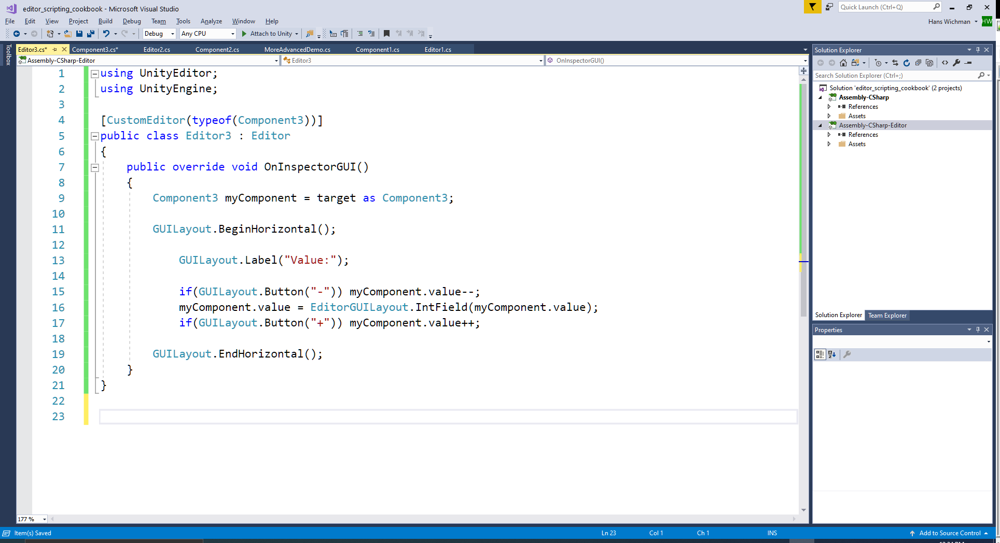 editor_scripting_cookbook - Microsoft Visual Studio
Quick Launch (Ctrl+Q)
File Edit View Project Build Debug Team Tools Analyze Window Help
Hans Wichman HW
Debug Any CPU Attach to Unity
Toolbox
Editor3.cs* Component3.cs* Editor2.cs Component2.cs MoreAdvancedDemo.cs Component1.cs Editor1.cs
Assembly-CSharp-Editor Editor3 OnInspectorGUI()
1 using UnityEditor;
2 using UnityEngine;
3
4 [CustomEditor(typeof(Component3))]
5 public class Editor3 : Editor
6 {
7 public override void OnInspectorGUI()
8 {
9 Component3 myComponent = target as Component3;
10
11 GUILayout.BeginHorizontal();
12
13 GUILayout.Label("Value:");
14
15 if(GUILayout.Button("-")) myComponent.value--;
16 myComponent.value = EditorGUILayout.IntField(myComponent.value);
17 if(GUILayout.Button("+")) myComponent.value++;
18
19 GUILayout.EndHorizontal();
20 }
21 }
22
23
177 %
Solution Explorer
Search Solution Explorer (Ctrl+;)
Solution 'editor_scripting_cookbook' (2 projects)
Assembly-CSharp
References
Assets
Assembly-CSharp-Editor
References
Assets
Solution Explorer Team Explorer
Properties
Item(s) Saved Ln 23 Col 1 Ch 1 INS Add to Source Control